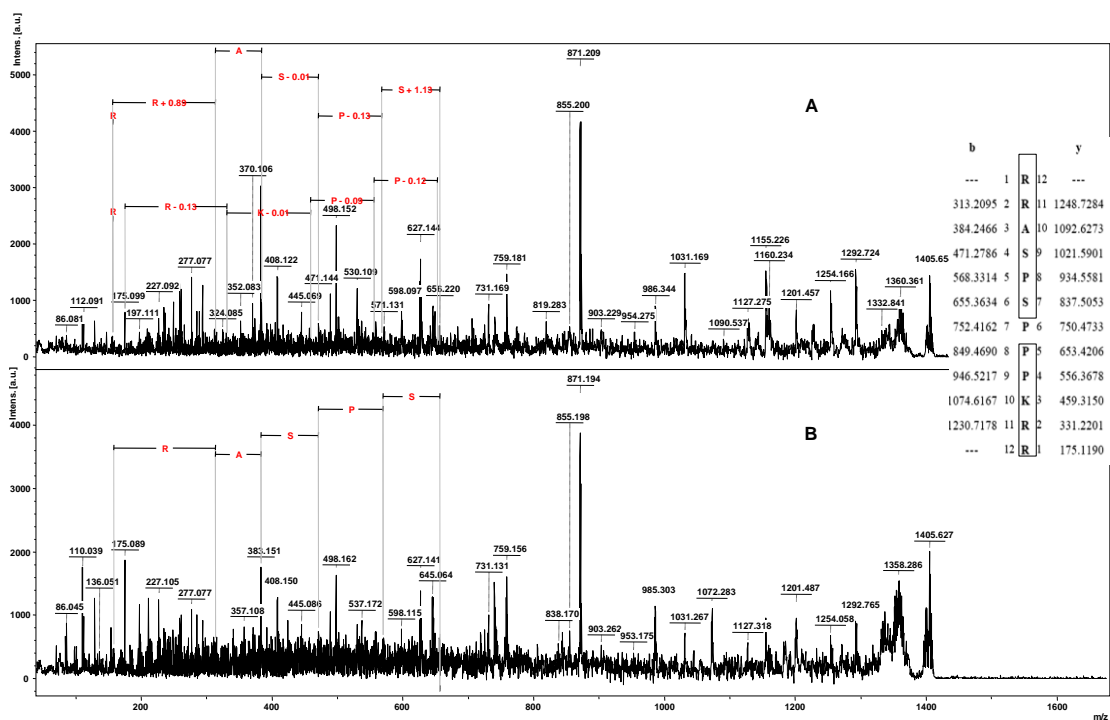 Intens. [a.u.]
5000
4000
3000
2000
1000
0
A
S - 0.01
S + 1.13
R + 0.89
R
P - 0.13
P - 0.12
P - 0.09
R
R - 0.13
K - 0.01
A
871.209
855.200
370.106
498.152
627.144
408.122
277.077
227.092
175.099
112.091
86.081
197.111
324.085
352.083
445.069
471.144
530.109
571.131
598.097
656.220
731.169
759.181
819.283
903.229
954.275
986.344
1031.169
1090.537
1127.275
1155.226
1160.234
1201.457
1254.166
1292.724
1332.841
1360.361
1405.65
b y
--- 1 R 12 ---
313.2095 2 R 11 1248.7284
384.2466 3 A 10 1092.6273
471.2786 4 S 9 1021.5901
568.3314 5 P 8 934.5581
655.3634 6 S 7 837.5053
752.4162 7 P 6 750.4733
849.4690 8 P 5 653.4206
946.5217 9 P 4 556.3678
1074.6167 10 K 3 459.3150
1230.7178 11 R 2 331.2201
--- 12 R 1 175.1190
Intens. [a.u.]
4000
3000
2000
1000
0
R
A
S
P
S
B
871.194
855.198
110.039
175.089
136.051
86.045
227.105
277.077
357.108
383.151
408.150
445.086
498.162
537.172
598.115
627.141
645.064
731.131
759.156
838.170
903.262
953.175
985.303
1031.267
1072.283
1127.318
1201.487
1254.058
1292.765
1358.286
1405.627
200 400 600 800 1000 1200 1400 1600
m/z